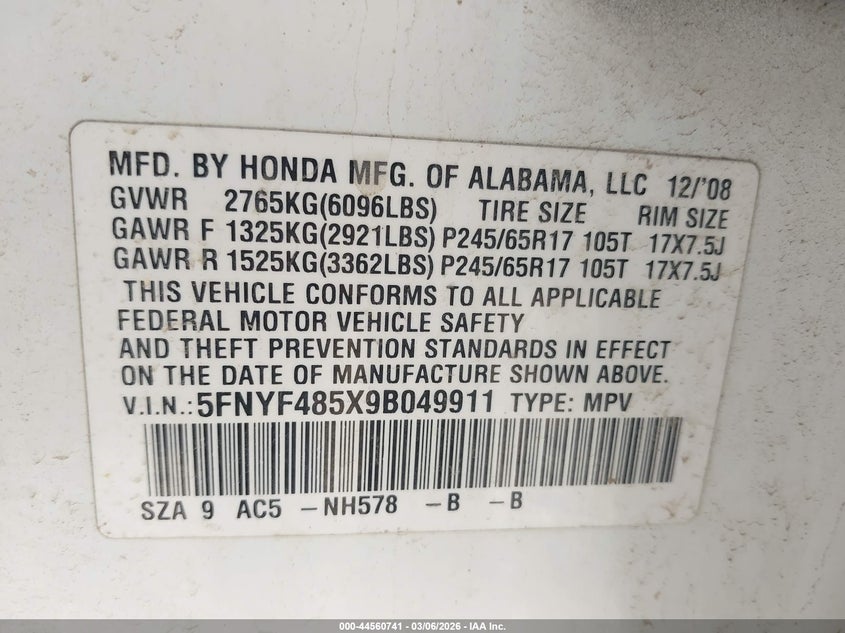 MFD. BY HONDA MFG. OF ALABAMA, LLC 12/'08
GVWR 2765KG(6096LBS) TIRE SIZE RIM SIZE
GAWR F 1325KG(2921LBS) P245/65R17 105T 17X7.5J
GAWR R 1525KG(3362LBS) P245/65R17 105T 17X7.5J
THIS VEHICLE CONFORMS TO ALL APPLICABLE
FEDERAL MOTOR VEHICLE SAFETY
AND THEFT PREVENTION STANDARDS IN EFFECT
ON THE DATE OF MANUFACTURE SHOWN ABOVE.
V.I.N.: 5FNYF485X9B049911 TYPE: MPV
SZA 9 AC5 -NH578 -B -B
000-44560741 | 03/06/2026 - IAA Inc.